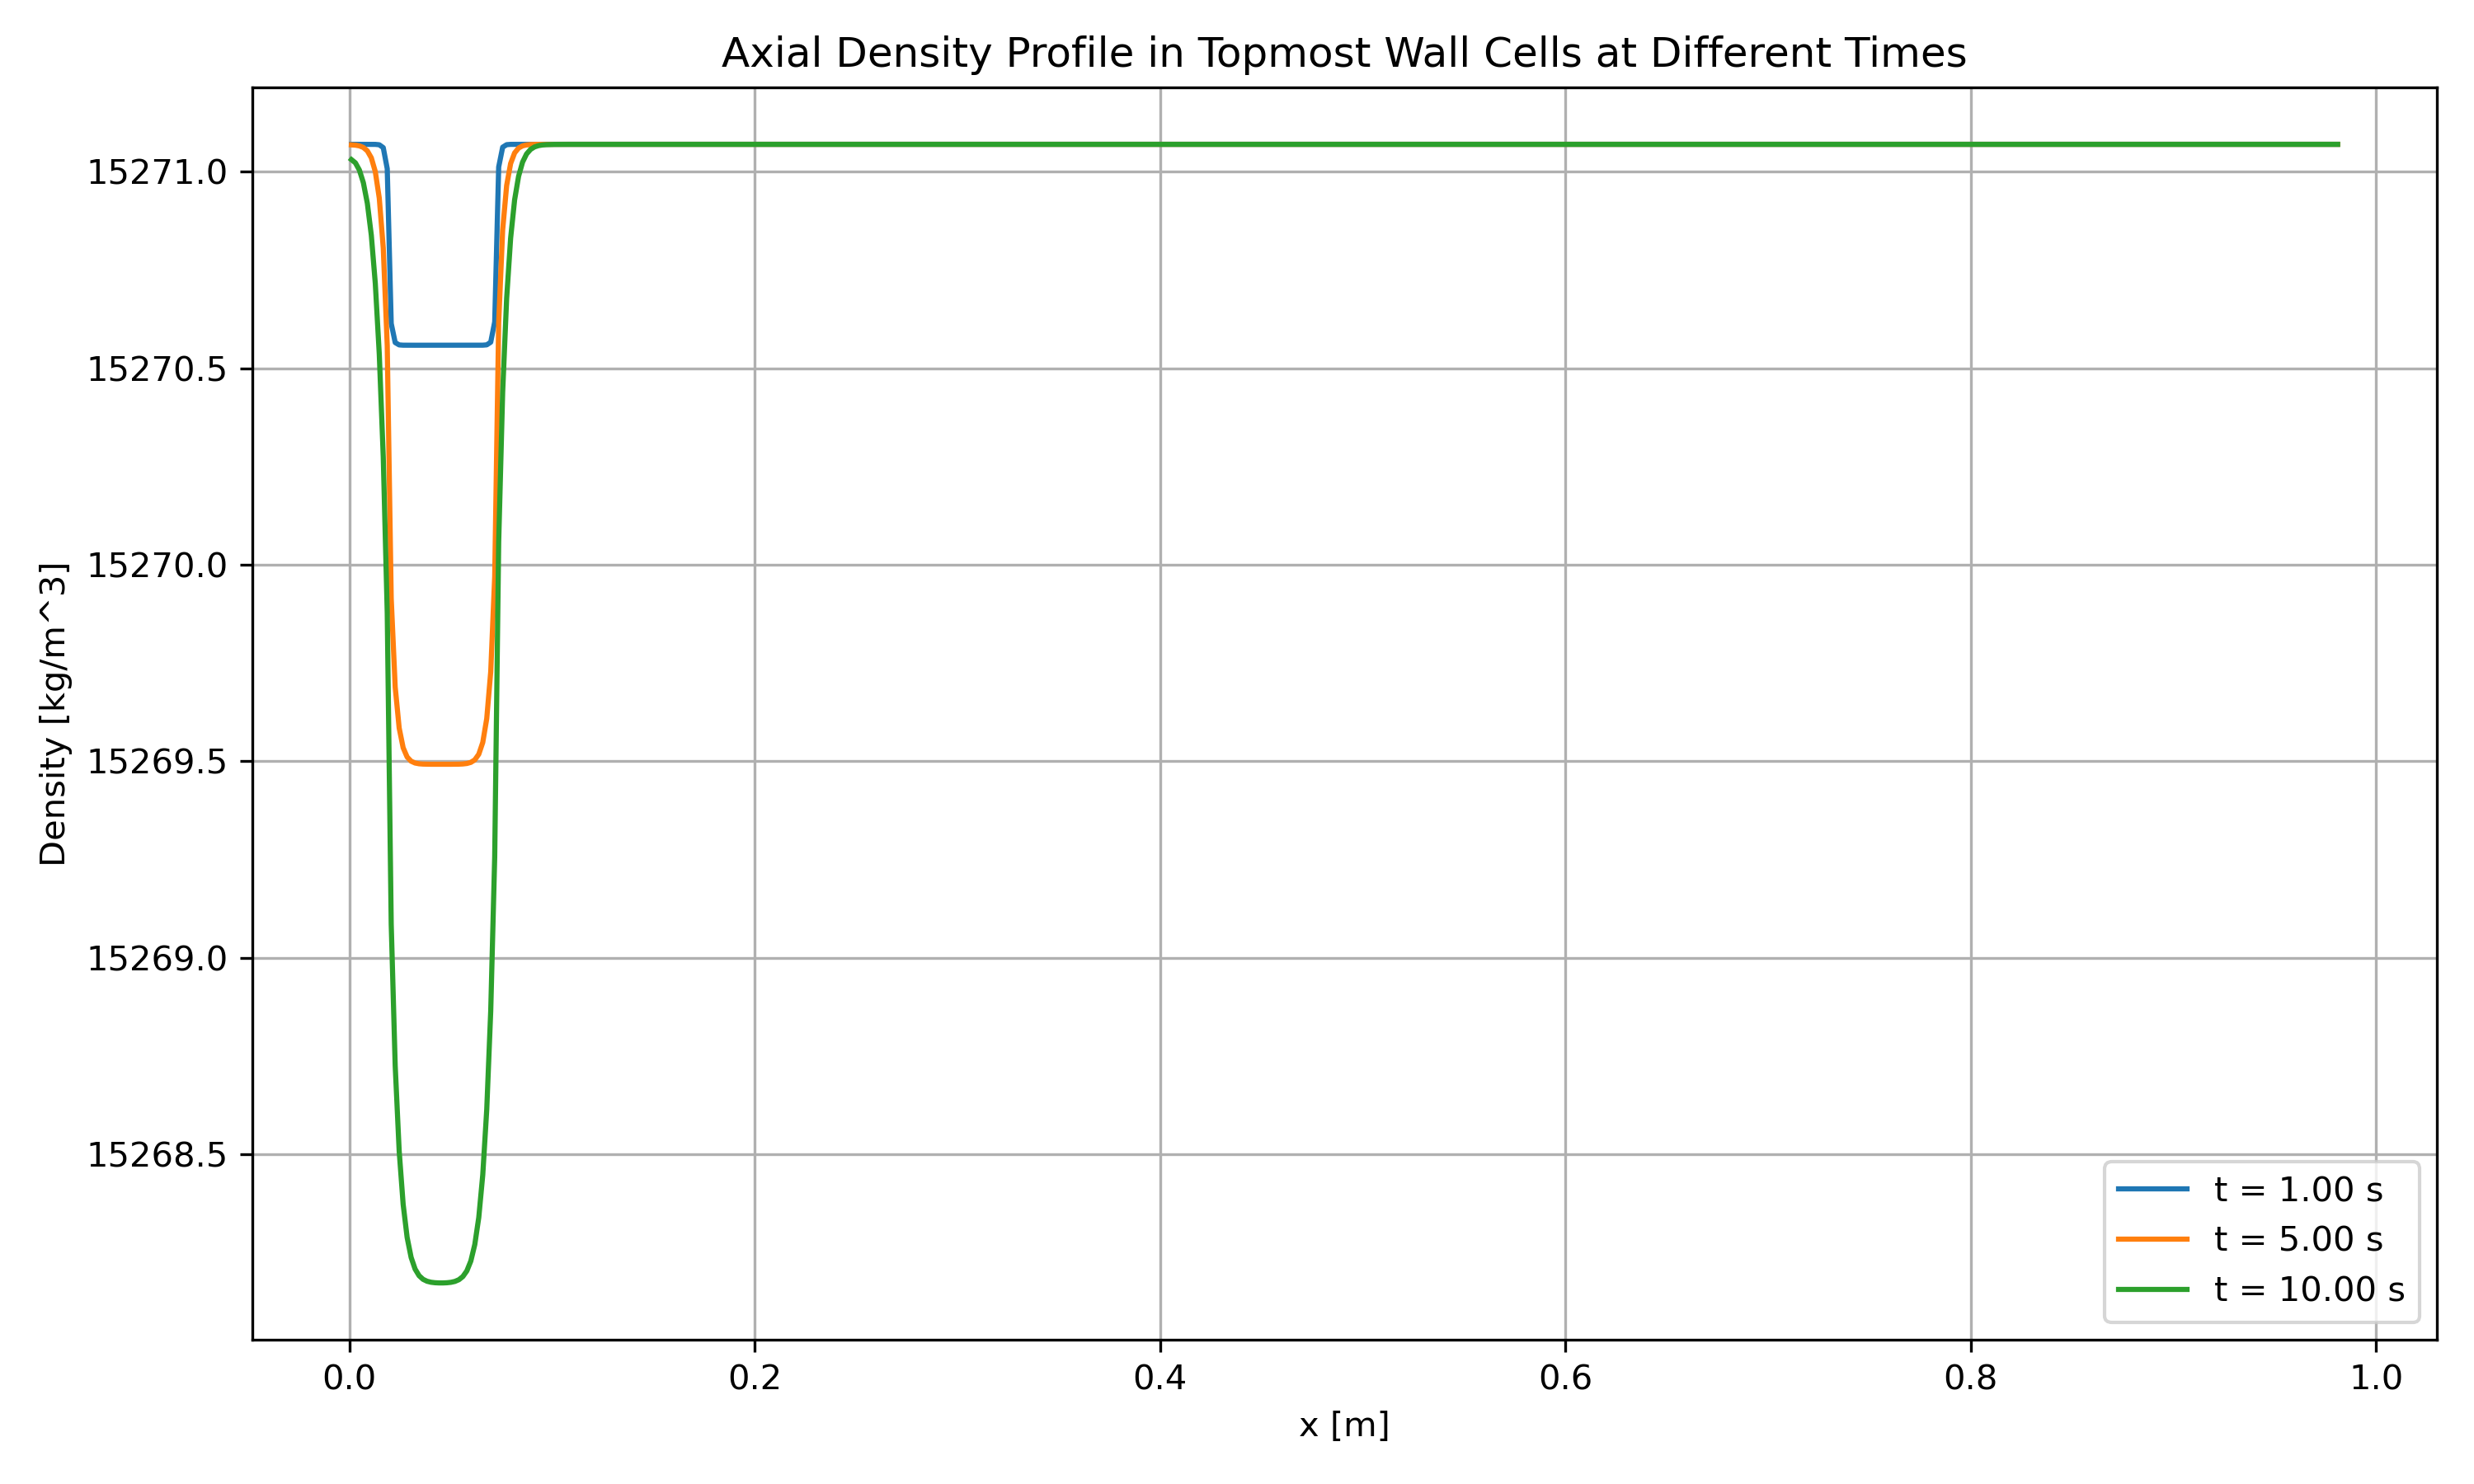 Axial Density Profile in Topmost Wall Cells at Different Times
Density [kg/m^3]
15271.0
15270.5
15270.0
15269.5
15269.0
15268.5
t = 1.00 s
t = 5.00 s
t = 10.00 s
0.0 0.2 0.4 0.6 0.8 1.0
x [m]